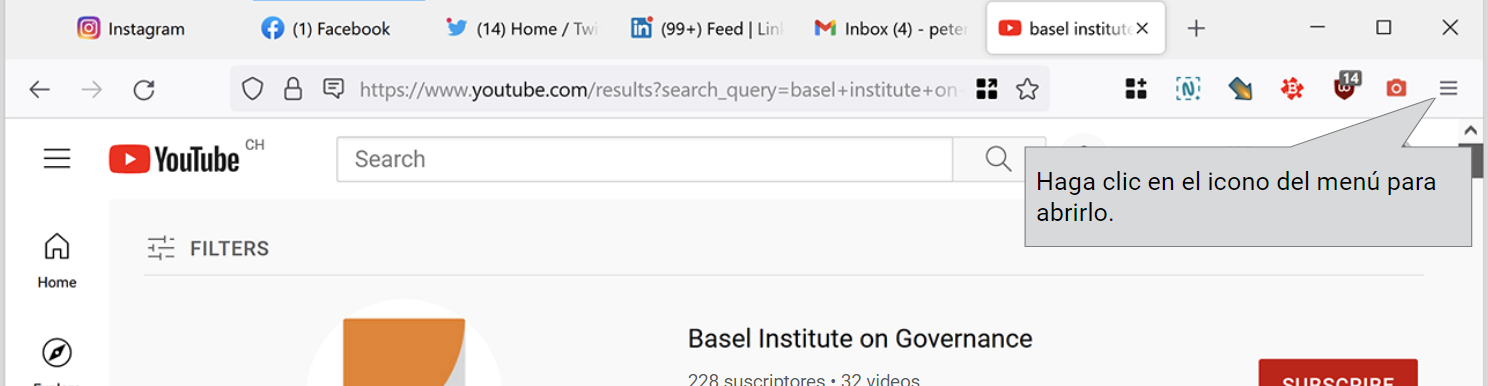 Instagram
(1) Facebook
(14) Home / Twi
(99+) Feed | Lin
Inbox (4) - peter
basel institute
https://www.youtube.com/results?search_query=basel+institute+on
14
YouTube CH
Search
Haga clic en el icono del menú para
abrirlo.
FILTERS
Home
Basel Institute on Governance
228 suscriptores • 32 videos
SUBSCRIBE